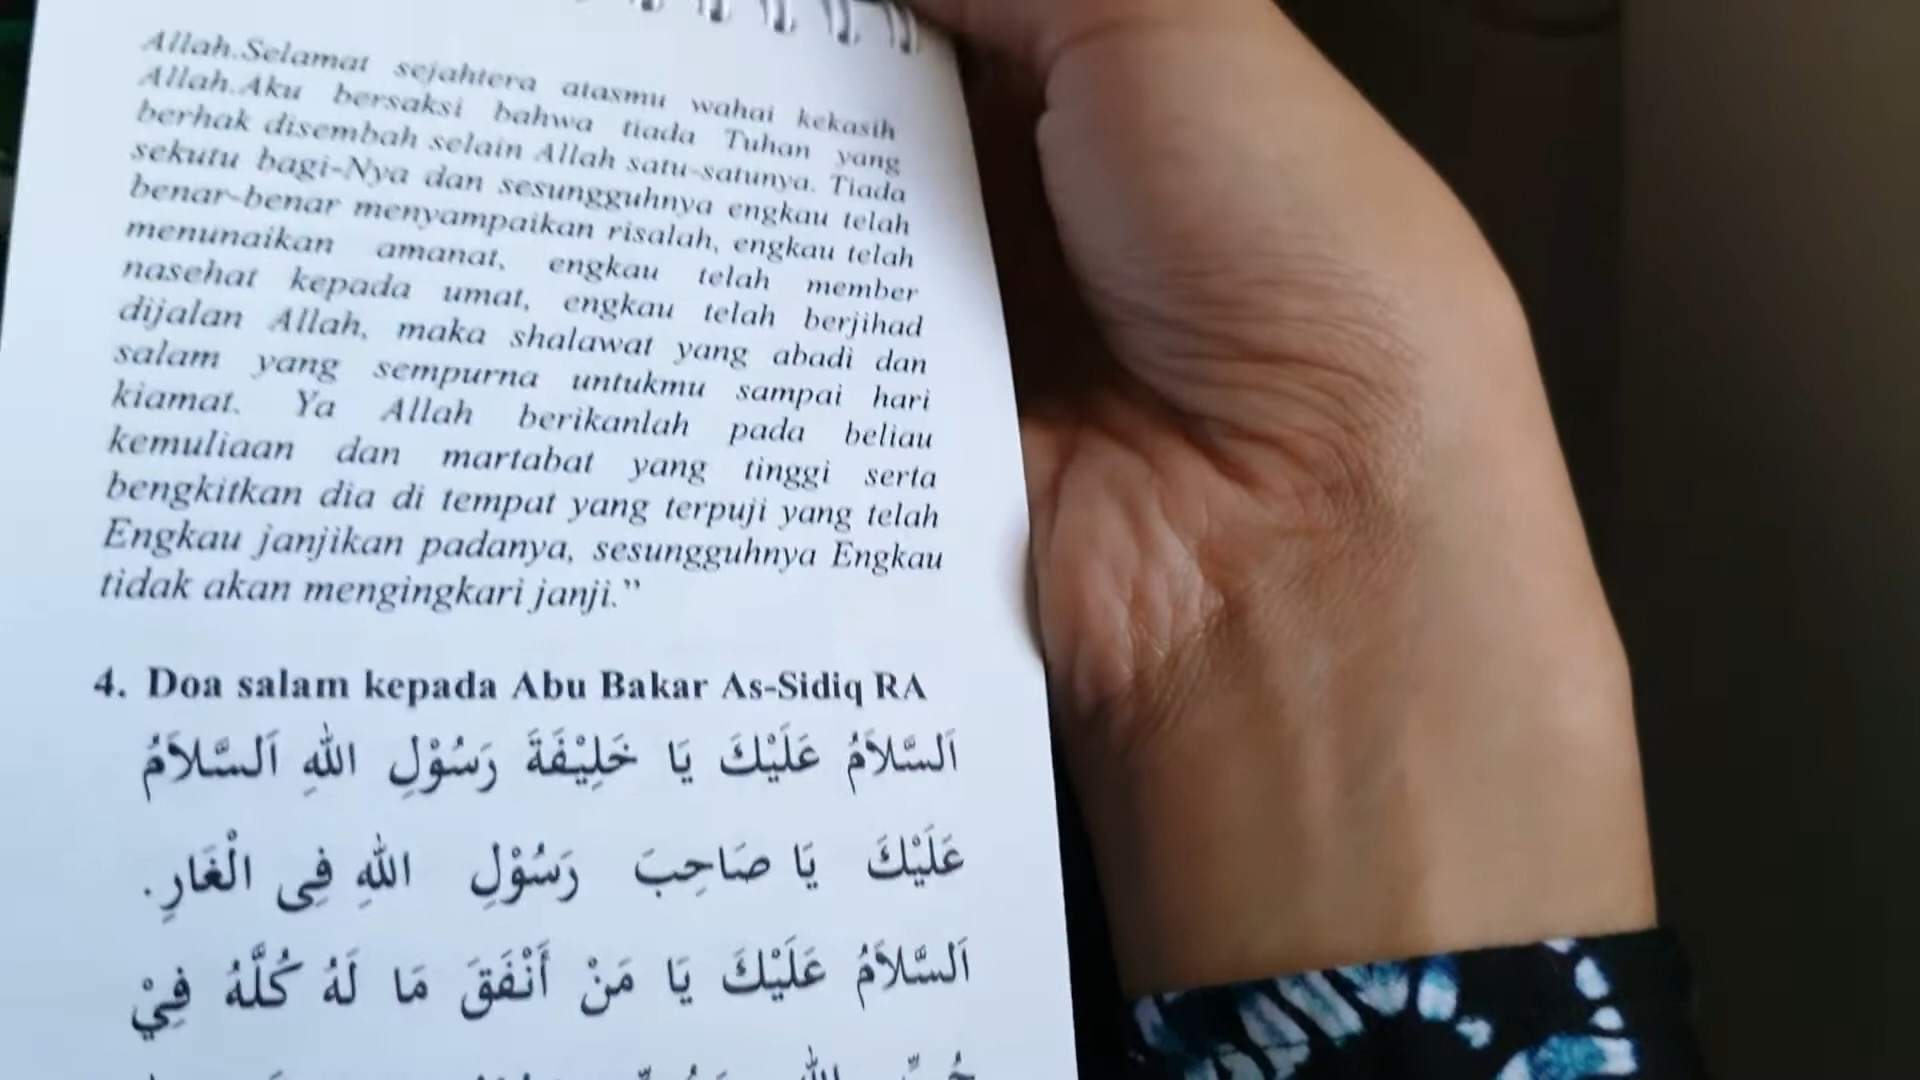 Allah.Selamat sejahtera atasmu wahai kekasih
Allah.Aku bersaksi bahwa tiada Tuhan yang
berhak disembah selain Allah satu-satunya. Tiada
sekutu bagi-Nya dan sesungguhnya engkau telah
benar-benar menyampaikan risalah, engkau telah
menunaikan amanat, engkau telah member
nasehat kepada umat, engkau telah berjihad
dijalan Allah, maka shalawat yang abadi dan
salam yang sempurna untukmu sampai hari
kiamat. Ya Allah berikanlah pada beliau
kemuliaan dan martabat yang tinggi serta
bengkitkan dia di tempat yang terpuji yang telah
Engkau janjikan padanya, sesungguhnya Engkau
tidak akan mengingkari janji.”
4. Doa salam kepada Abu Bakar As-Sidiq RA
اَلسَّلاَمُ عَلَيْكَ يَا خَلِيْفَةَ رَسُوْلِ اللهِ اَلسَّلاَمُ
عَلَيْكَ يَا صَاحِبَ رَسُوْلِ اللهِ فِى الْغَارِ.
اَلسَّلاَمُ عَلَيْكَ يَا مَنْ أَنْفَقَ مَا لَهُ كُلَّهُ فِيْ